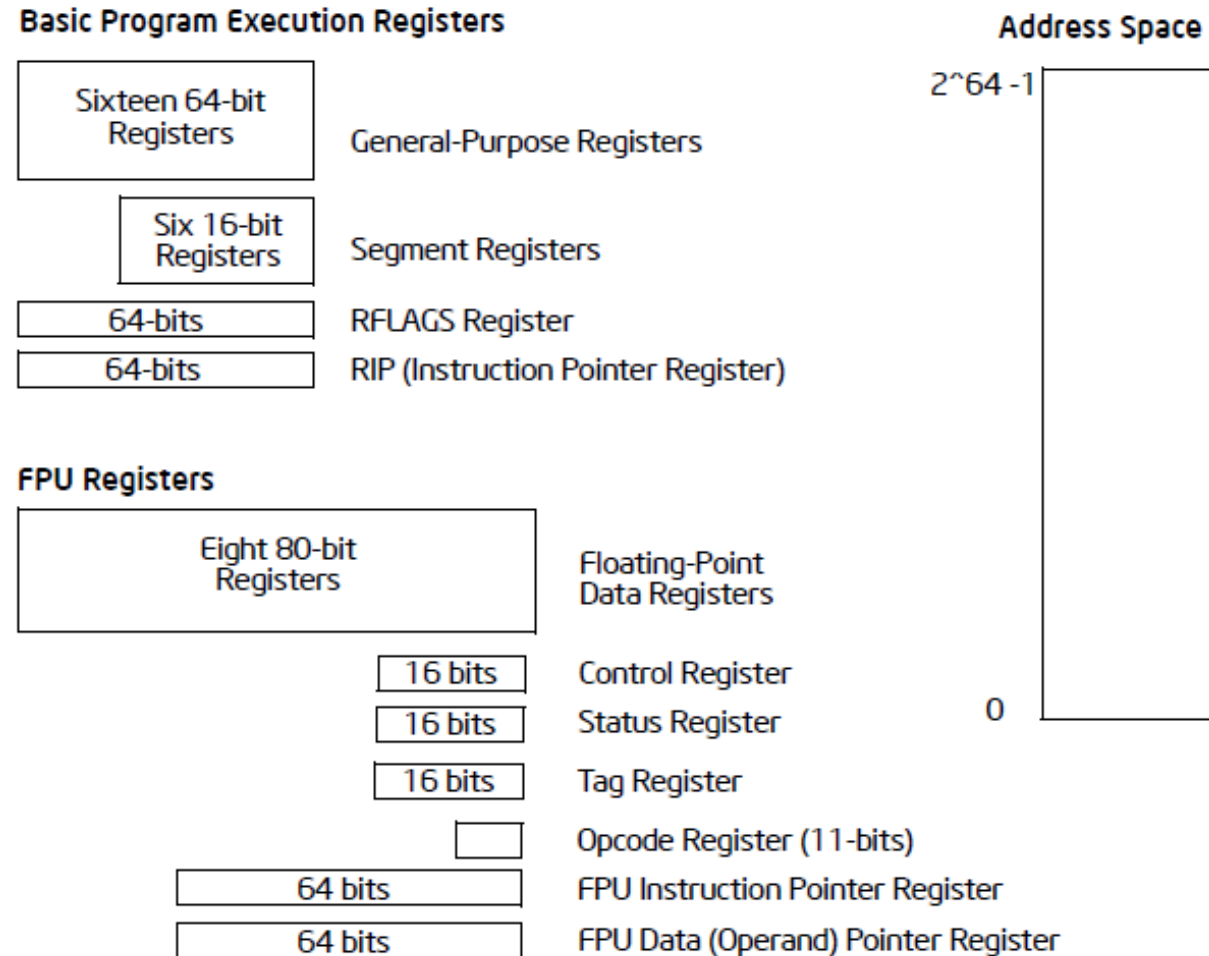 Basic Program Execution Registers
Address Space
Sixteen 64-bit
Registers
General-Purpose Registers
2^64 -1
Six 16-bit
Registers
Segment Registers
64-bits
RFLAGS Register
64-bits
RIP (Instruction Pointer Register)
FPU Registers
Eight 80-bit
Registers
Floating-Point
Data Registers
16 bits
Control Register
0
16 bits
Status Register
16 bits
Tag Register
Opcode Register (11-bits)
64 bits
FPU Instruction Pointer Register
64 bits
FPU Data (Operand) Pointer Register